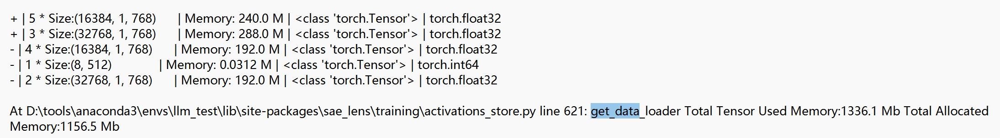 + | 5 * Size:(16384, 1, 768) | Memory: 240.0 M | <class 'torch.Tensor'> | torch.float32
+ | 3 * Size:(32768, 1, 768) | Memory: 288.0 M | <class 'torch.Tensor'> | torch.float32
- | 4 * Size:(16384, 1, 768) | Memory: 192.0 M | <class 'torch.Tensor'> | torch.float32
- | 1 * Size:(8, 512) | Memory: 0.0312 M | <class 'torch.Tensor'> | torch.int64
- | 2 * Size:(32768, 1, 768) | Memory: 192.0 M | <class 'torch.Tensor'> | torch.float32
At D:\tools\anaconda3\envs\llm_test\lib\site-packages\sae_lens\training\activations_store.py line 621: get_data_loader Total Tensor Used Memory:1336.1 Mb Total Allocated
Memory:1156.5 Mb